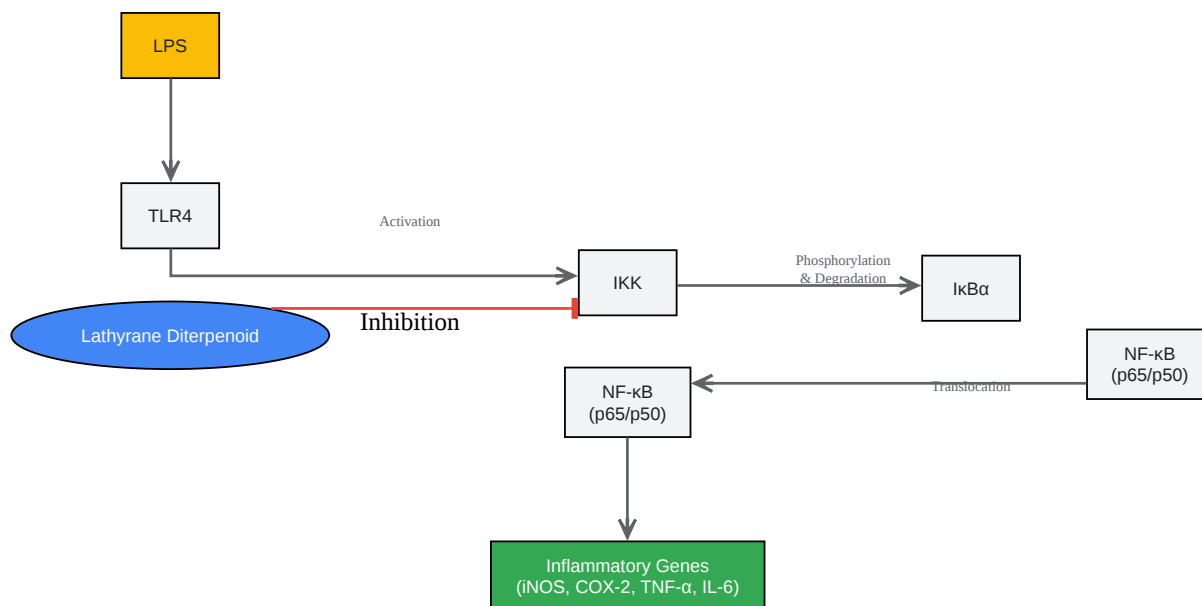 LPS
TLR4
Activation
IKK
Phosphorylation
& Degradation
IκBα
Lathyrane Diterpenoid
Inhibition
NF-κB
(p65/p50)
Translocation
NF-κB
(p65/p50)
Inflammatory Genes
(iNOS, COX-2, TNF-α, IL-6)